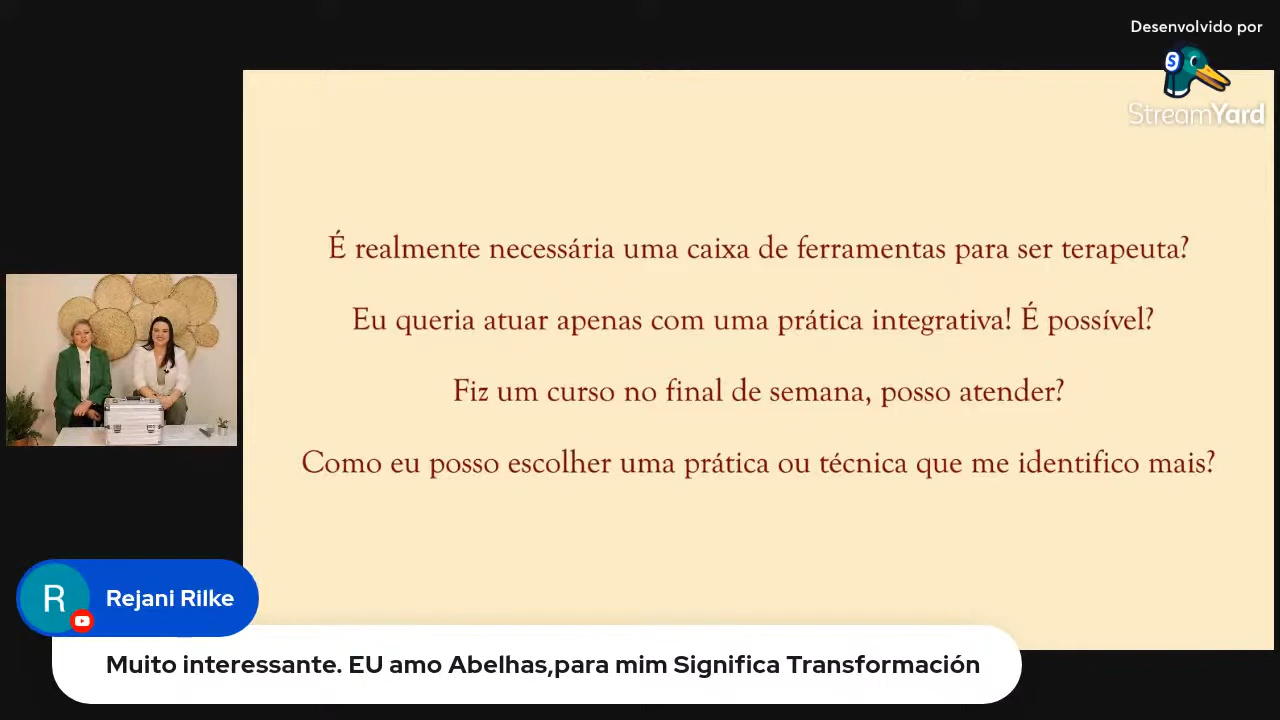 Desenvolvido por
StreamYard
É realmente necessária uma caixa de ferramentas para ser terapeuta?
Eu queria atuar apenas com uma prática integrativa! É possível?
Fiz um curso no final de semana, posso atender?
Como eu posso escolher uma prática ou técnica que me identifico mais?
R
Rejani Rilke
Muito interessante. EU amo Abelhas,para mim Significa Transformación